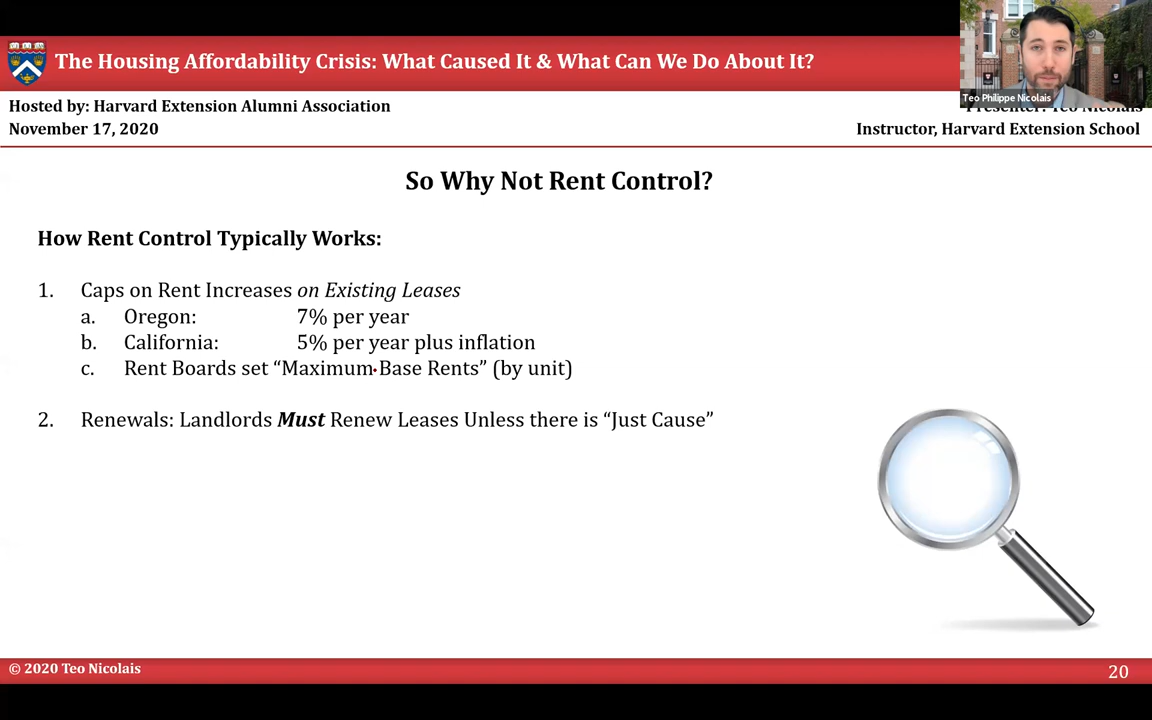 The Housing Affordability Crisis: What Caused It & What Can We Do About It?
Teo Philippe Nicolais
Hosted by: Harvard Extension Alumni Association
Presenter: Teo Nicolais
November 17, 2020
Instructor, Harvard Extension School
So Why Not Rent Control?
How Rent Control Typically Works:
1. Caps on Rent Increases on Existing Leases
a. Oregon: 7% per year
b. California: 5% per year plus inflation
c. Rent Boards set “Maximum Base Rents” (by unit)
2. Renewals: Landlords Must Renew Leases Unless there is “Just Cause”
© 2020 Teo Nicolais
20